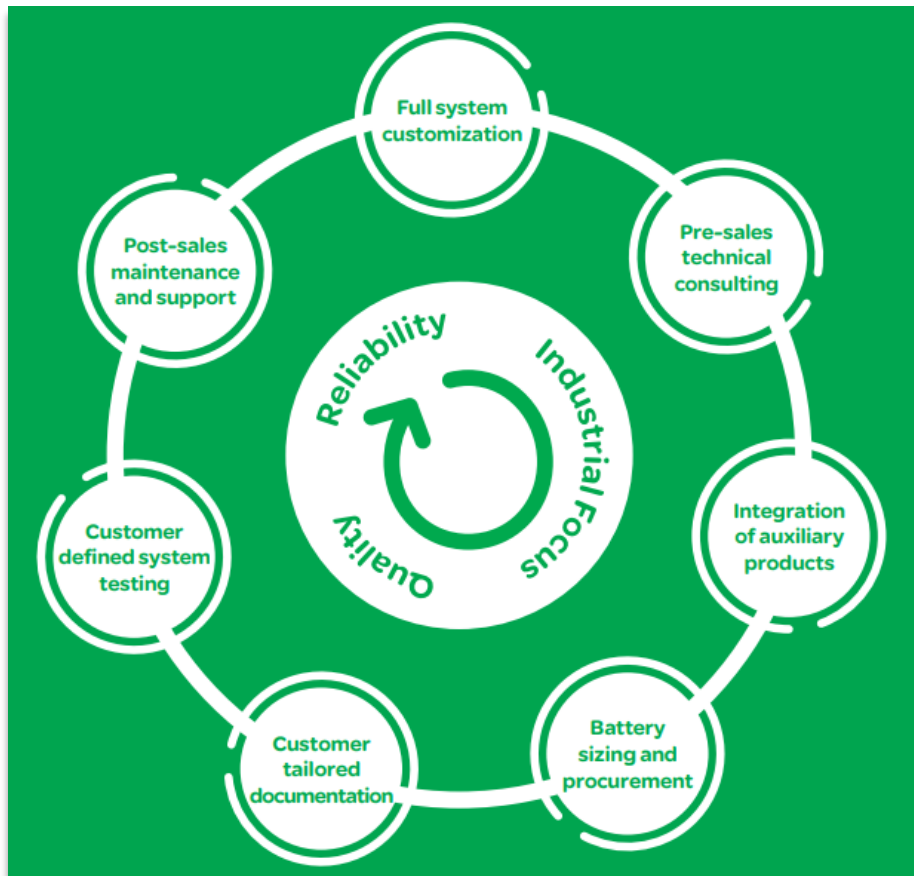 Full system
customization
Pre-sales
technical
consulting
Integration
of auxiliary
products
Battery
sizing and
procurement
Customer
tailored
documentation
Customer
defined system
testing
Post-sales
maintenance
and support
Reliability
Industrial Focus
Quality